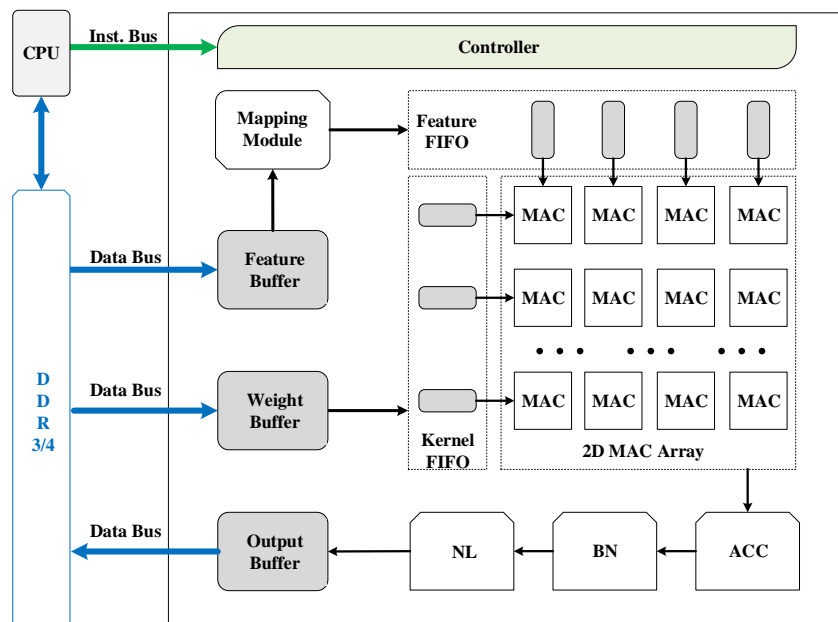 CPU
Inst. Bus
Controller
Mapping
Module
Feature
FIFO
MAC MAC MAC MAC
Data Bus
Feature
Buffer
MAC MAC MAC MAC
D
D
R
3/4
Data Bus
Weight
Buffer
MAC MAC MAC MAC
Kernel
FIFO
2D MAC Array
Data Bus
Output
Buffer
NL
BN
ACC